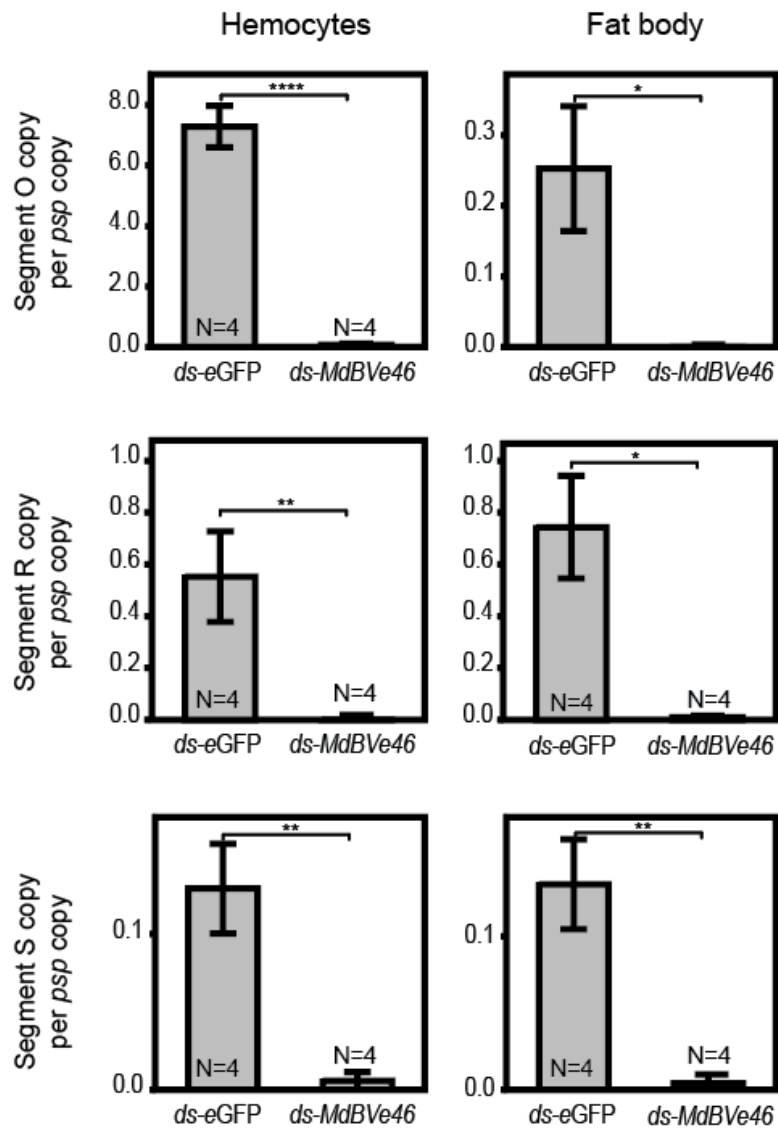 Hemocytes
Fat body
Segment O copy
per psp copy
8.0
6.0
4.0
2.0
0.0
****
N=4
N=4
ds-eGFP
ds-MdBVe46
0.3
0.2
0.1
0.0
*
ds-eGFP
ds-MdBVe46
Segment R copy
per psp copy
1.0
0.8
0.6
0.4
0.2
0.0
**
N=4
N=4
ds-eGFP
ds-MdBVe46
1.0
0.8
0.6
0.4
0.2
0.0
*
N=4
N=4
ds-eGFP
ds-MdBVe46
Segment S copy
per psp copy
0.1
0.0
**
N=4
N=4
ds-eGFP
ds-MdBVe46
0.1
0.0
**
N=4
N=4
ds-eGFP
ds-MdBVe46